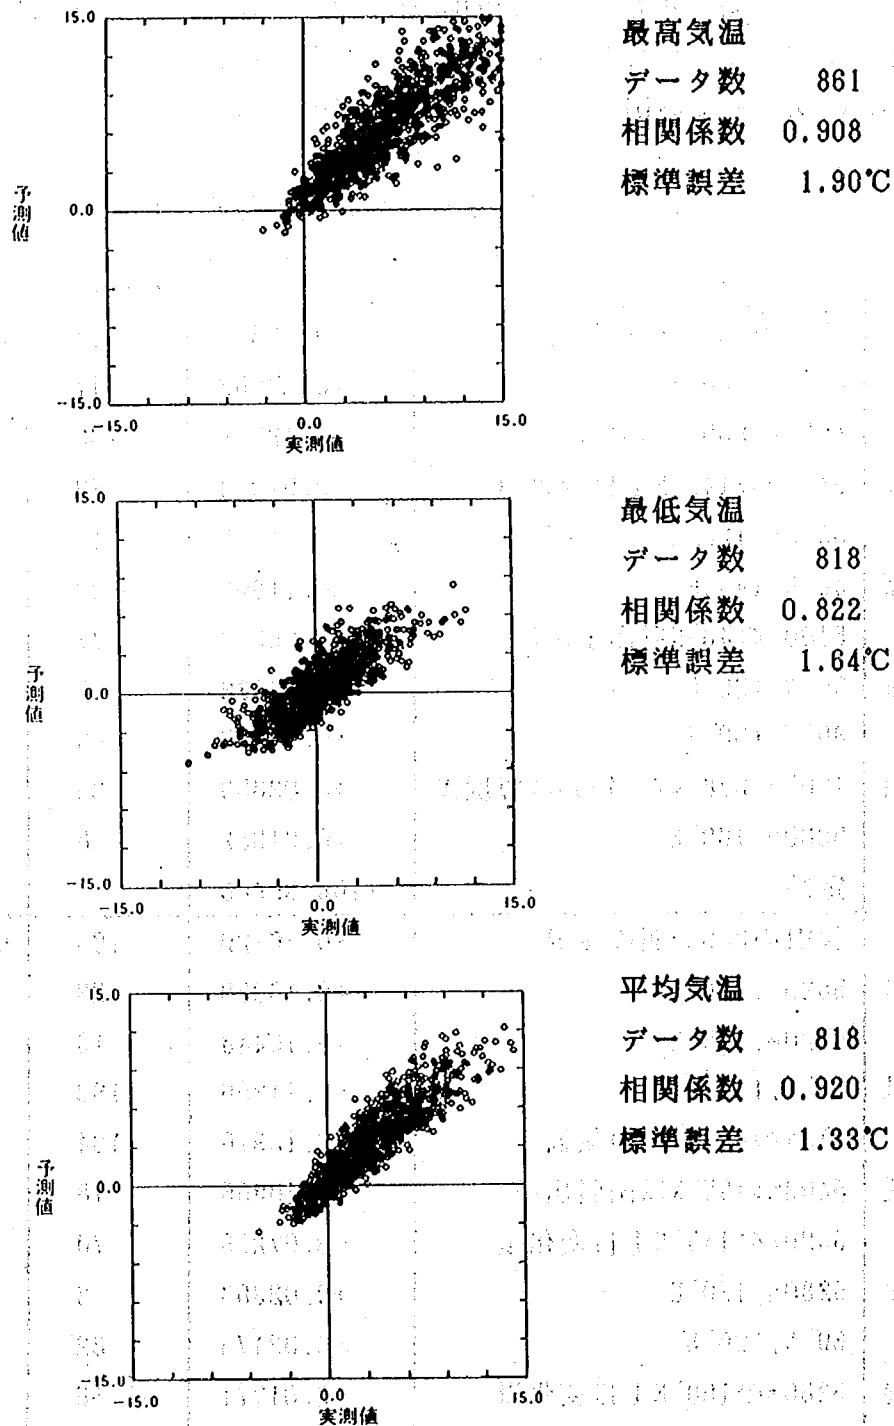 15.0
予測値
0.0
-15.0
-15.0
0.0
15.0
実測値
最高気温
データ数 861
相関係数 0.908
標準誤差 1.90℃
15.0
予測値
0.0
-15.0
-15.0
0.0
15.0
実測値
最低気温
データ数 818
相関係数 0.822
標準誤差 1.64℃
15.0
予測値
0.0
-15.0
-15.0
0.0
15.0
実測値
平均気温
データ数 818
相関係数 0.920
標準誤差 1.33℃